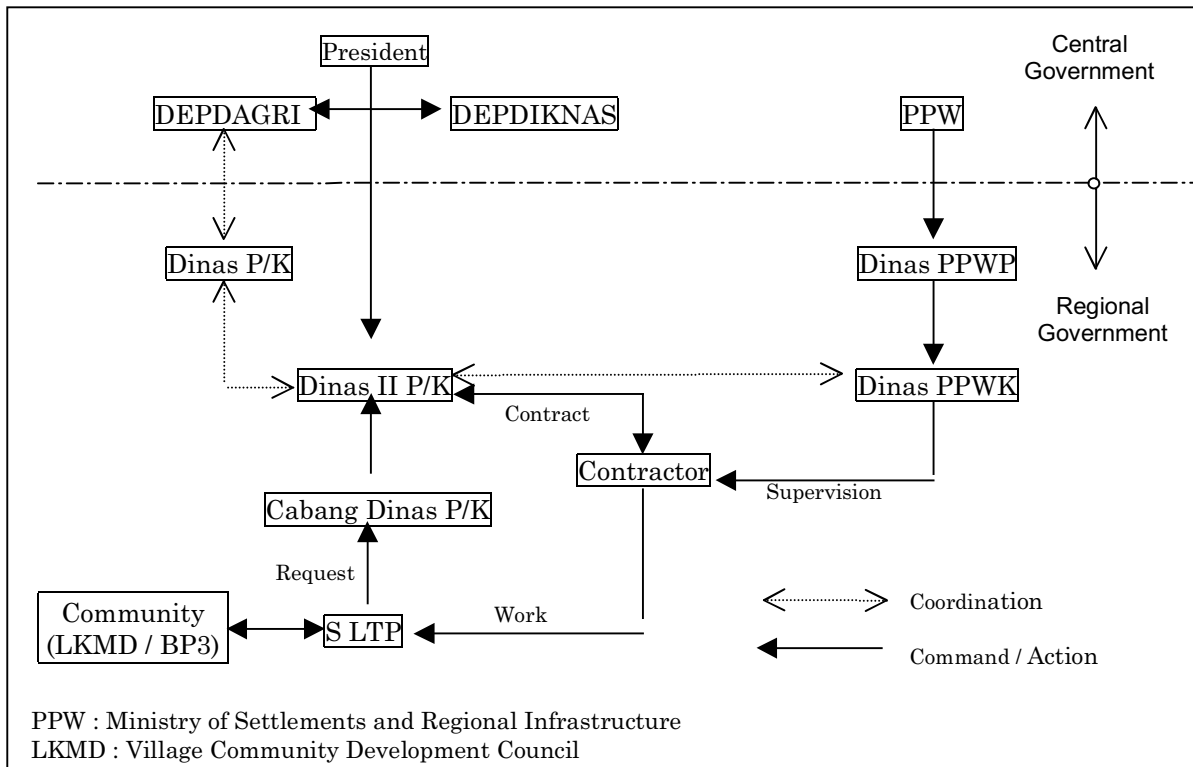 President
Central
Government
DEPDAGRI
DEPDIKNAS
PPW
Dinas P/K
Dinas PPWP
Regional
Government
Dinas II P/K
Dinas PPWK
Contract
Contractor
Supervision
Cabang Dinas P/K
Request
Community
(LKMD / BP3)
S LTP
Work
Coordination
Command / Action
PPW : Ministry of Settlements and Regional Infrastructure
LKMD : Village Community Development Council